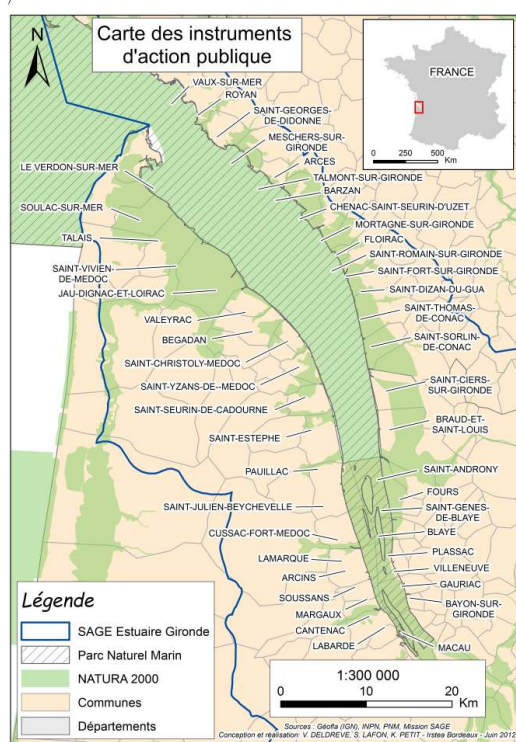 Carte des instruments
d'action publique
N
FRANCE
0 250 500
Km
VAUX-SUR-MER
ROYAN
SAINT-GEORGES-
DE-DIDONNE
MESCHERS-SUR-
GIRONDE
ARCES
LE VERDON-SUR-MER
TALMONT-SUR-GIRONDE
BARZAN
SOULAC-SUR-MER
CHENAC-SAINT-SEURIN-D'UZET
MORTAGNE-SUR-GIRONDE
TALAIS
FLOIRAC
SAINT-ROMAIN-SUR-GIRONDE
SAINT-VIVIEN-
DE-MEDOC
SAINT-FORT-SUR-GIRONDE
JAU-DIGNAC-ET-LOIRAC
SAINT-DIZAN-DU-GUA
VALEYRAC
SAINT-THOMAS-
DE-CONAC
BEGADAN
SAINT-SORLIN-
DE-CONAC
SAINT-CHRISTOLY-MEDOC
SAINT-YZANS-DE--MEDOC
SAINT-CIERS-
SUR-GIRONDE
SAINT-SEURIN-DE-CADOURNE
BRAUD-ET-
SAINT-LOUIS
SAINT-ESTEPHE
PAUILLAC
SAINT-ANDRONY
FOURS
SAINT-JULIEN-BEYCHEVELLE
SAINT-GENES-
DE-BLAYE
CUSSAC-FORT-MEDOC
BLAYE
PLASSAC
LAMARQUE
VILLENEUVE
ARCINS
GAURIAC
SOUSSANS
BAYON-SUR-
GIRONDE
MARGAUX
CANTENAC
LABARDE
MACAU
Légende
SAGE Estuaire Gironde
Parc Naturel Marin
NATURA 2000
Communes
Départements
1:300 000
0 10 20
Km
Sources : Géofla (IGN), INPN, PNM, Mission SAGE
Conception et réalisation: V. DELDREVE, S. LAFON, K. PETIT - Irstea Bordeaux - Juin 2012